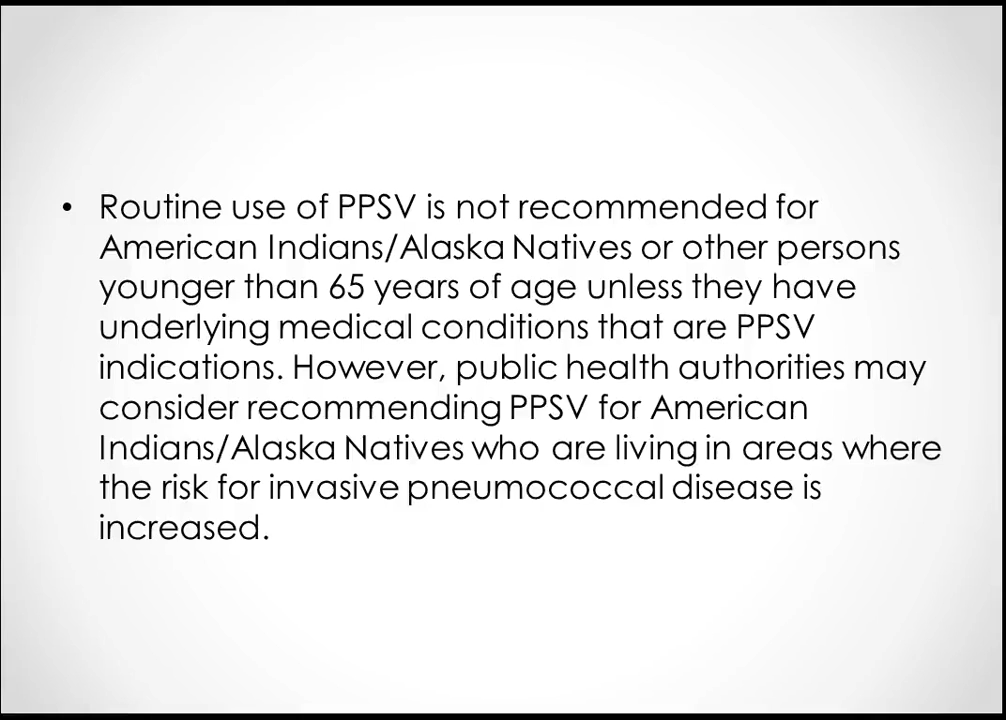 • Routine use of PPSV is not recommended for
American Indians/Alaska Natives or other persons
younger than 65 years of age unless they have
underlying medical conditions that are PPSV
indications. However, public health authorities may
consider recommending PPSV for American
Indians/Alaska Natives who are living in areas where
the risk for invasive pneumococcal disease is
increased.